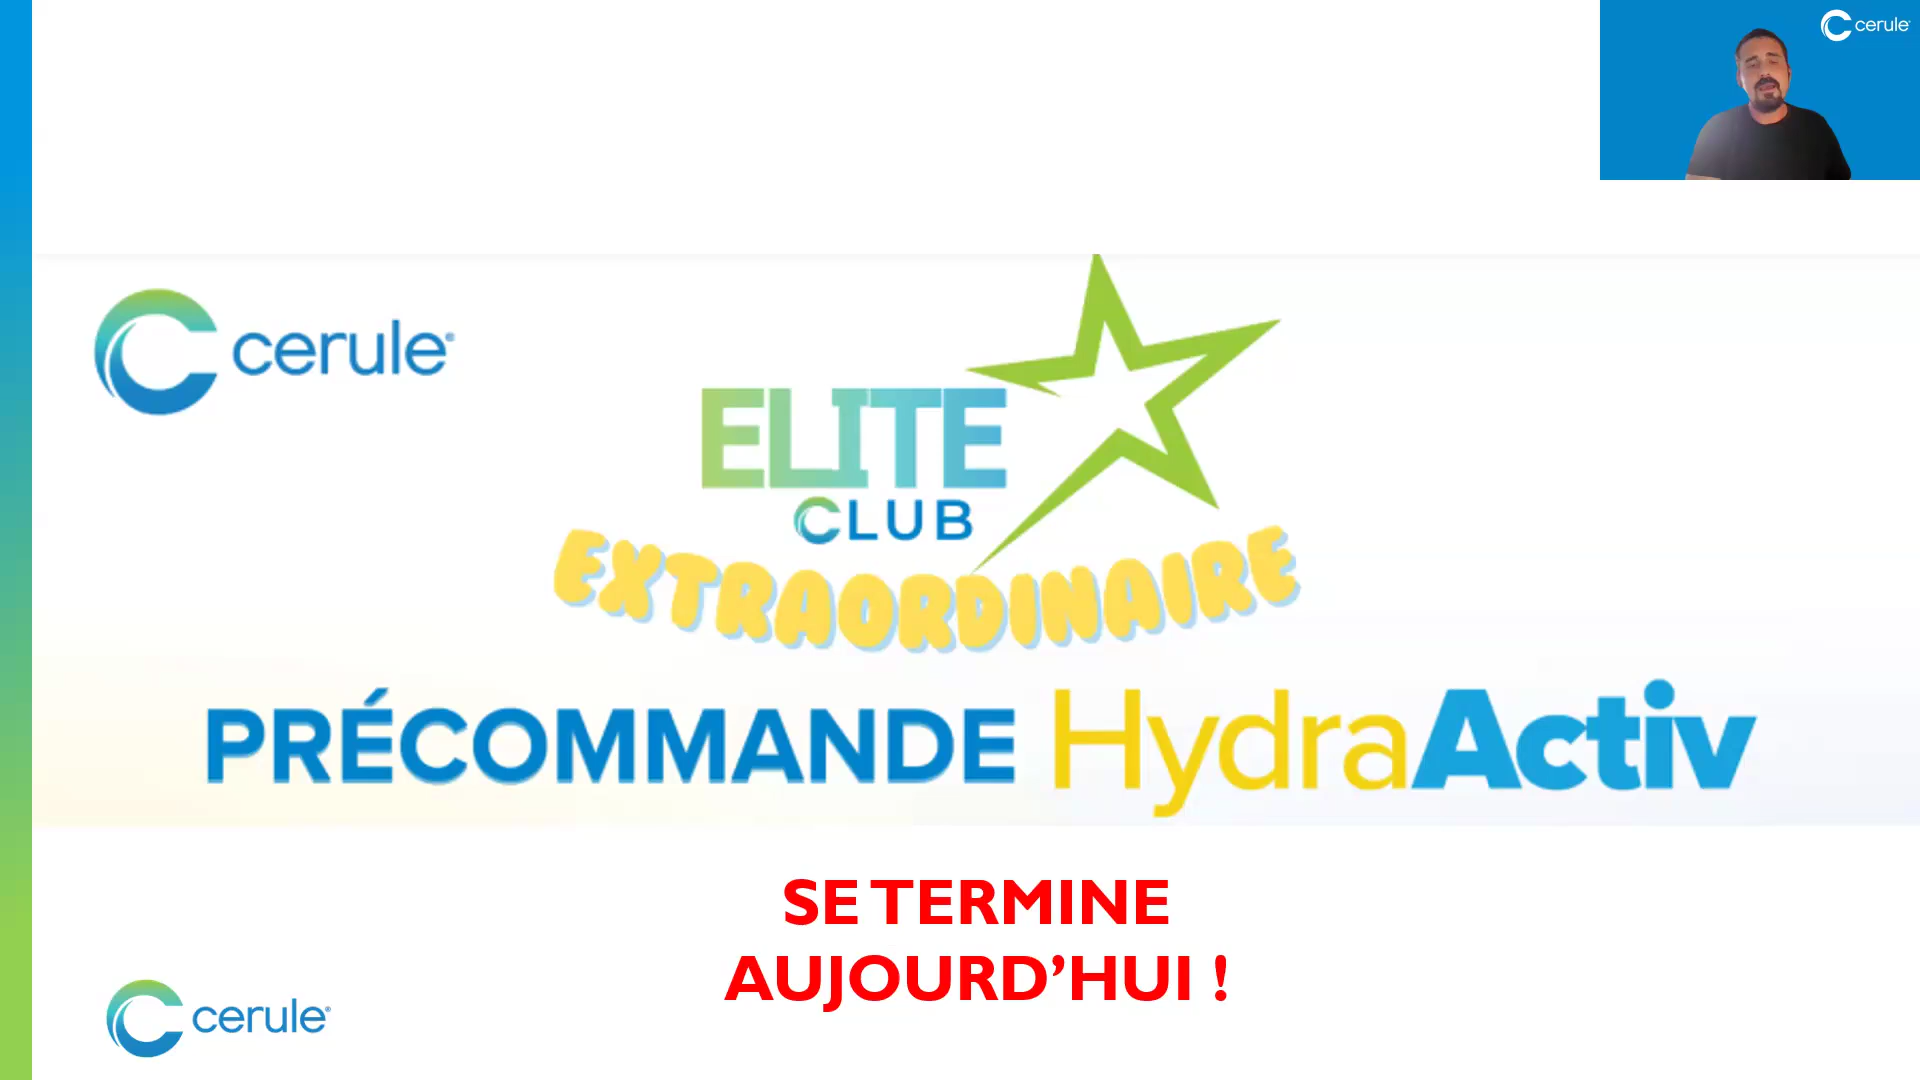 cerule
cerule®
ELITE
CLUB
EXTRAORDINAIRE
PRÉCOMMANDE HydraActiv
SE TERMINE
AUJOURD’HUI !
cerule®